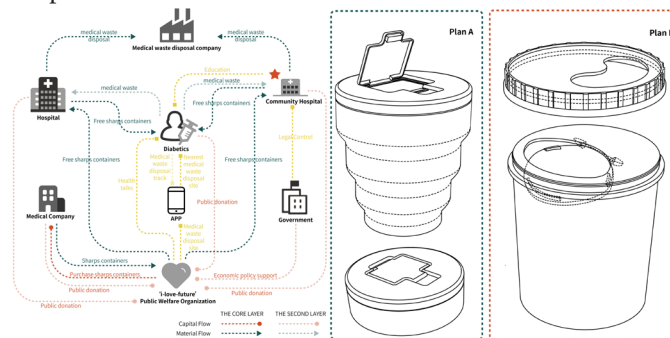 medical waste
disposal
medical waste
disposal
Medical waste disposal company
Education
medical waste
medical waste
Hospital
Free sharps containers
Community Hospital
Free sharps containers
Diabetics
Legal Control
Free sharps containers
Free sharps containers
Medical
waste
disposal
track
Nearest
medical
waste
disposal
site
Health
talks
Public donation
Medical Company
APP
Government
Medical
waste
disposal
site
Sharps containers
Purchase sharps containers
Economic policy support
Public donation
Public donation
Public donation
'i-love-future'
Public Welfare Organization
THE CORE LAYER
THE SECOND LAYER
Capital Flow
Material Flow
Plan A
Plan